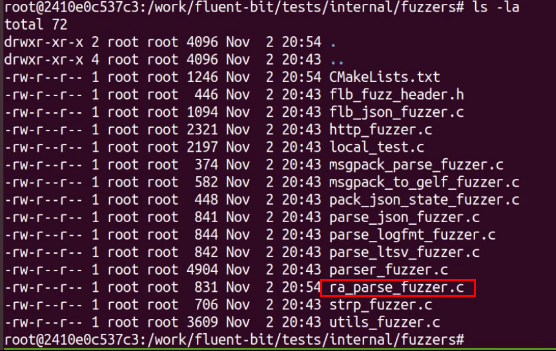 root@2410e0c537c3:/work/fluent-bit/tests/internal/fuzzers# ls -la
total 72
drwxr-xr-x 2 root root 4096 Nov  2 20:54 .
drwxr-xr-x 4 root root 4096 Nov  2 20:43 ..
-rw-r--r-- 1 root root 1246 Nov  2 20:54 CMakeLists.txt
-rw-r--r-- 1 root root  446 Nov  2 20:43 flb_fuzz_header.h
-rw-r--r-- 1 root root 1094 Nov  2 20:43 flb_json_fuzzer.c
-rw-r--r-- 1 root root 2321 Nov  2 20:43 http_fuzzer.c
-rw-r--r-- 1 root root 2197 Nov  2 20:43 local_test.c
-rw-r--r-- 1 root root  374 Nov  2 20:43 msgpack_parse_fuzzer.c
-rw-r--r-- 1 root root  582 Nov  2 20:43 msgpack_to_gelf_fuzzer.c
-rw-r--r-- 1 root root  448 Nov  2 20:43 pack_json_state_fuzzer.c
-rw-r--r-- 1 root root  841 Nov  2 20:43 parse_json_fuzzer.c
-rw-r--r-- 1 root root  844 Nov  2 20:43 parse_logfmt_fuzzer.c
-rw-r--r-- 1 root root  842 Nov  2 20:43 parse_ltsv_fuzzer.c
-rw-r--r-- 1 root root 4904 Nov  2 20:43 parser_fuzzer.c
-rw-r--r-- 1 root root  831 Nov  2 20:54 ra_parse_fuzzer.c
-rw-r--r-- 1 root root  706 Nov  2 20:43 strp_fuzzer.c
-rw-r--r-- 1 root root 3609 Nov  2 20:43 utils_fuzzer.c
root@2410e0c537c3:/work/fluent-bit/tests/internal/fuzzers#